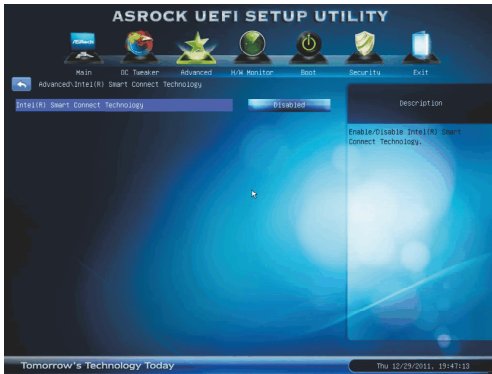 ASROCK UEFI SETUP UTILITY
ASRock
Main OC Tweaker Advanced H/W Monitor Boot Security Exit
Advanced\Intel(R) Smart Connect Technology
Intel(R) Smart Connect Technology Disabled
Description
Enable/Disable Intel(R) Smart
Connect Technology.
Tomorrow's Technology Today
Thu 12/29/2011, 19:47:13